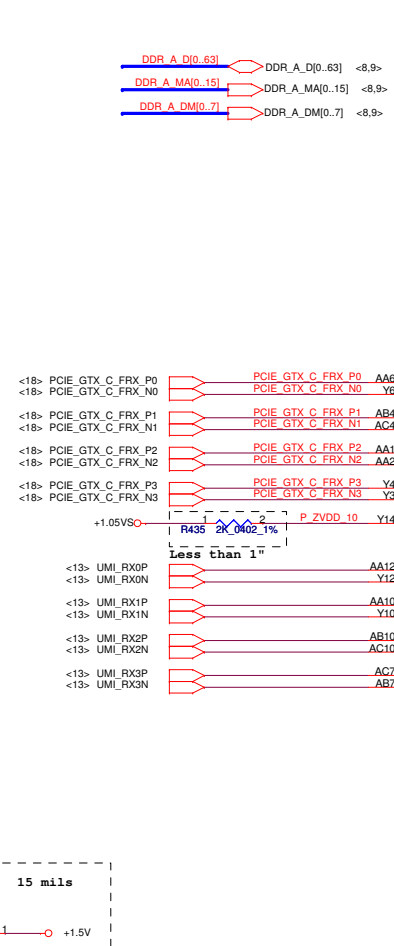 DDR_A_D[0..63] DDR_A_D[0..63] <8,9>
DDR_A_MA[0..15] DDR_A_MA[0..15] <8,9>
DDR_A_DM[0..7] DDR_A_DM[0..7] <8,9>
<18> PCIE_GTX_C_FRX_P0 PCIE_GTX_C_FRX_P0 AA6
<18> PCIE_GTX_C_FRX_N0 PCIE_GTX_C_FRX_N0 Y6
<18> PCIE_GTX_C_FRX_P1 PCIE_GTX_C_FRX_P1 AB4
<18> PCIE_GTX_C_FRX_N1 PCIE_GTX_C_FRX_N1 AC4
<18> PCIE_GTX_C_FRX_P2 PCIE_GTX_C_FRX_P2 AA1
<18> PCIE_GTX_C_FRX_N2 PCIE_GTX_C_FRX_N2 AA2
<18> PCIE_GTX_C_FRX_P3 PCIE_GTX_C_FRX_P3 Y4
<18> PCIE_GTX_C_FRX_N3 PCIE_GTX_C_FRX_N3 Y3
+1.05VS 1 2 P_ZVDD_10 Y14
R435 2K_0402_1%
Less than 1"
<13> UMI_RX0P AA12
<13> UMI_RX0N Y12
<13> UMI_RX1P AA10
<13> UMI_RX1N Y10
<13> UMI_RX2P AB10
<13> UMI_RX2N AC10
<13> UMI_RX3P AC7
<13> UMI_RX3N AB7
15 mils
1 +1.5V